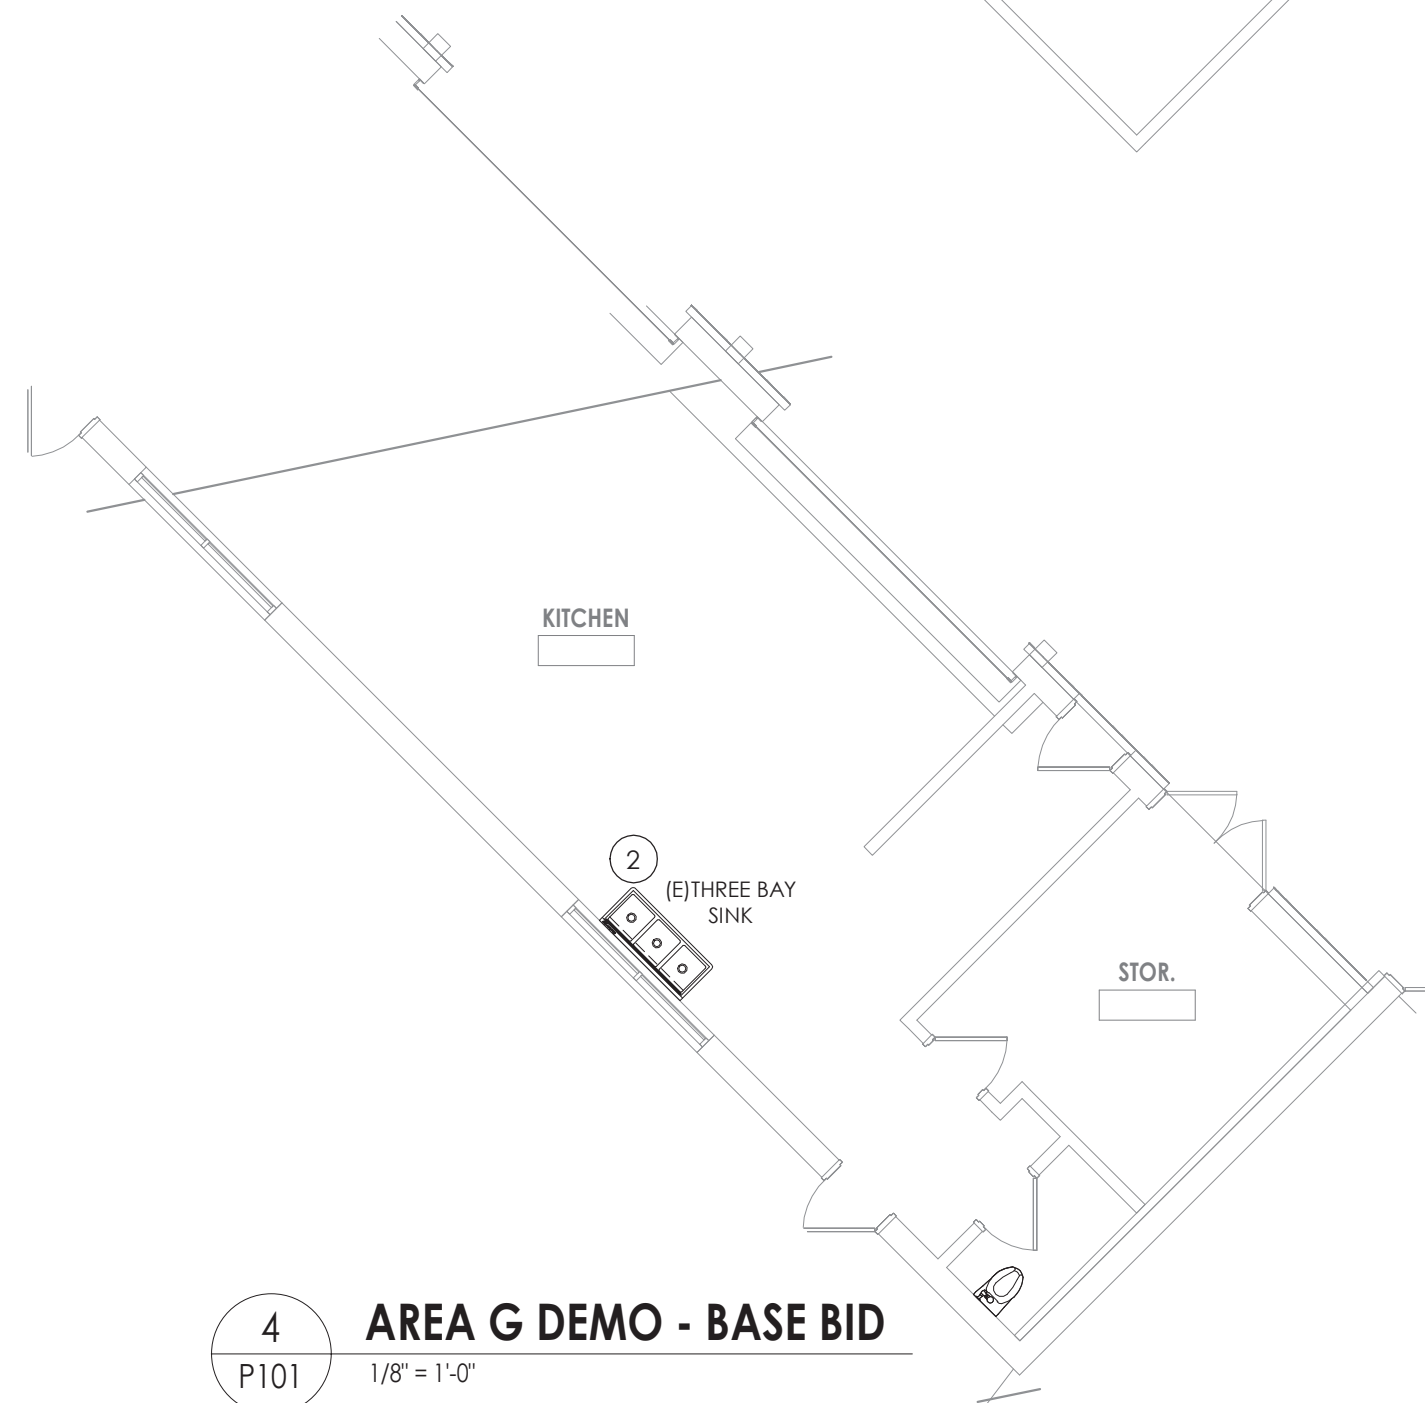 KITCHEN
2
(E)THREE BAY
SINK
STOR.
4
P101
AREA G DEMO - BASE BID
1/8" = 1'-0"